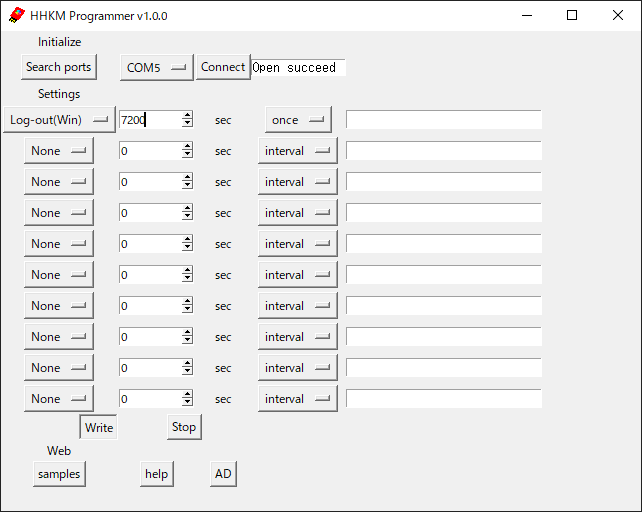 HHKM Programmer v1.0.0
Initialize
Search ports COM5 Connect Open succeed
Settings
Log-out(Win) 7200 sec once
None 0 sec interval
None 0 sec interval
None 0 sec interval
None 0 sec interval
None 0 sec interval
None 0 sec interval
None 0 sec interval
None 0 sec interval
None 0 sec interval
Write Stop
Web
samples help AD